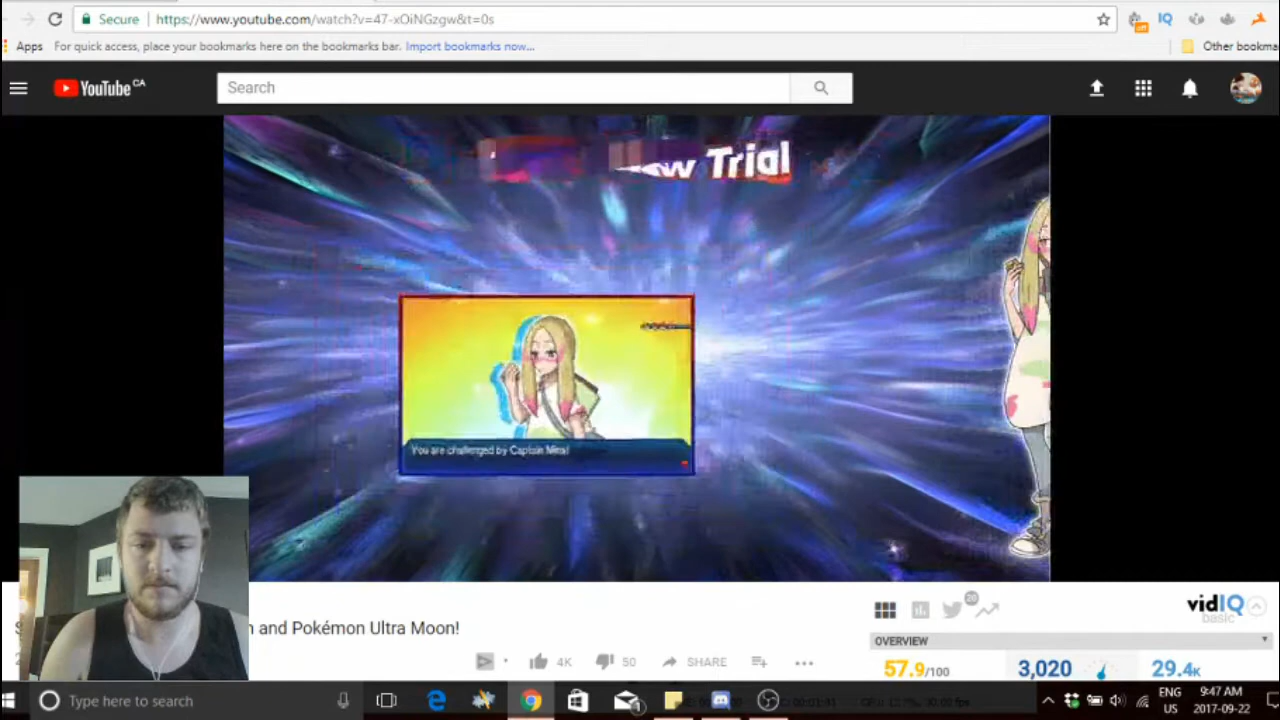 Secure https://www.youtube.com/watch?v=47-xOiNGzgw&t=0s
IQ
Apps For quick access, place your bookmarks here on the bookmarks bar. Import bookmarks now... Other bookma
YouTube CA Search
Trial
You are challenged by Captain Mina!
and Pokémon Ultra Moon!
4K 50 SHARE
20
vidIQ
basic
OVERVIEW
57.9/100 3,020 29.4K
Type here to search
ENG 9:47 AM
US 2017-09-22